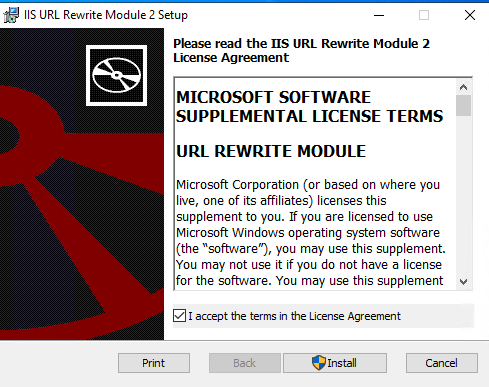 IIS URL Rewrite Module 2 Setup
Please read the IIS URL Rewrite Module 2
License Agreement
MICROSOFT SOFTWARE
SUPPLEMENTAL LICENSE TERMS
URL REWRITE MODULE
Microsoft Corporation (or based on where you
live, one of its affiliates) licenses this
supplement to you. If you are licensed to use
Microsoft Windows operating system software
(the “software”), you may use this supplement.
You may not use it if you do not have a license
for the software. You may use this supplement
I accept the terms in the License Agreement
Print
Back
Install
Cancel